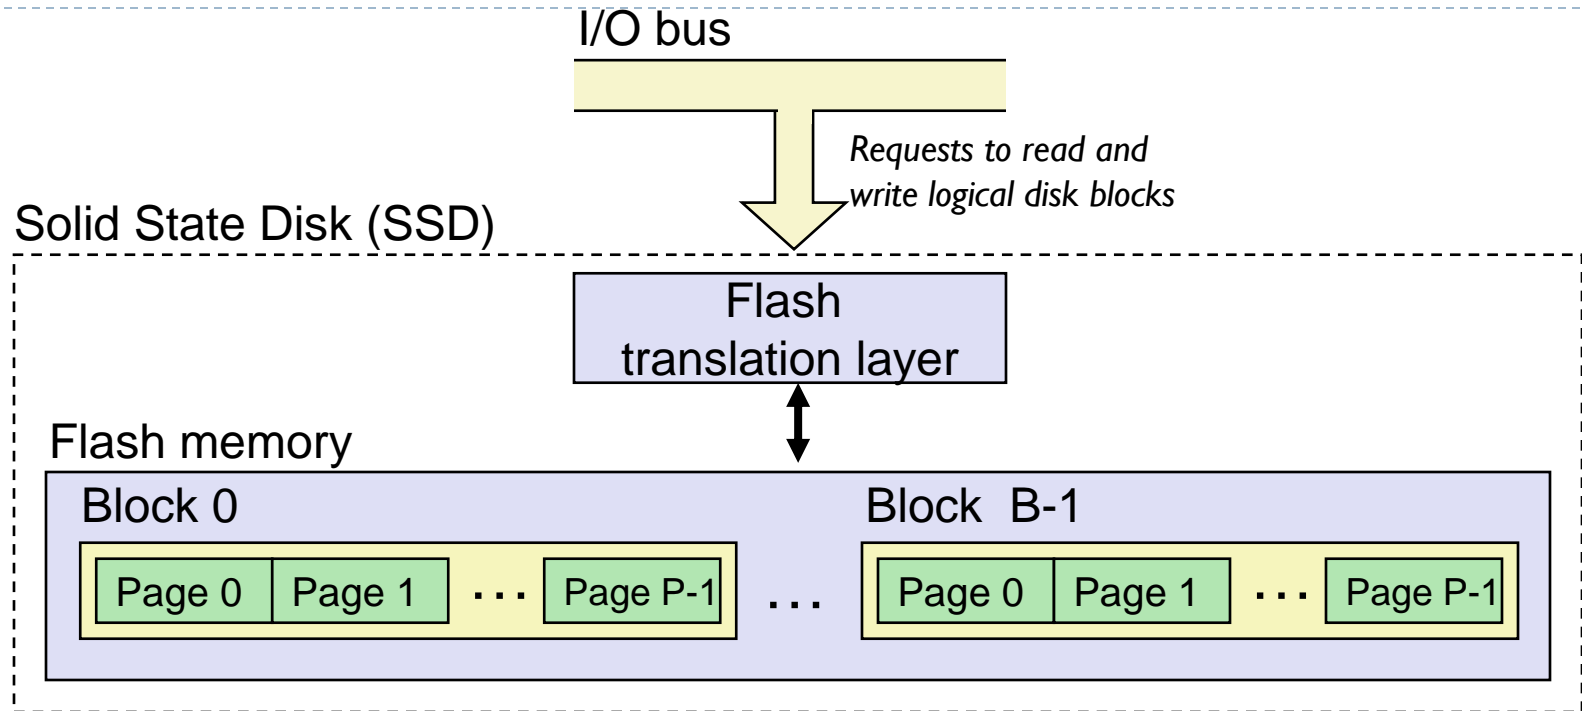 I/O bus
Requests to read and
write logical disk blocks
Solid State Disk (SSD)
Flash
translation layer
Flash memory
Block 0
Block B-1
Page 0 Page 1 ... Page P-1 ... Page 0 Page 1 ... Page P-1